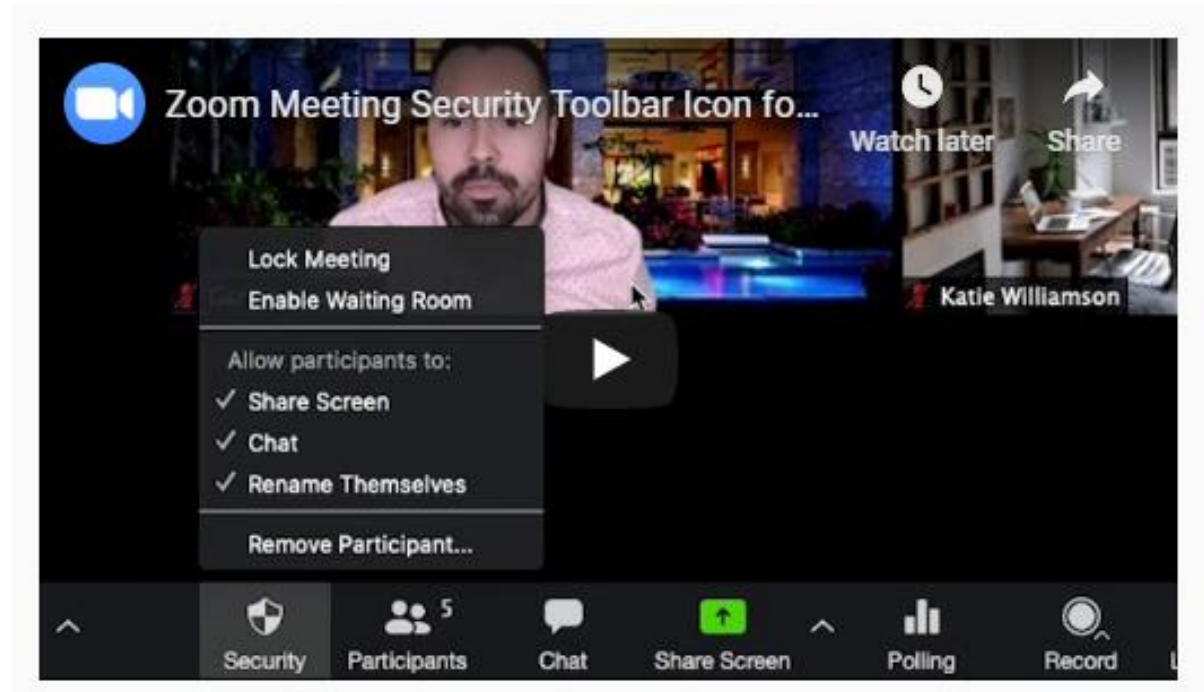 Zoom Meeting Security Toolbar Icon fo...
Watch later
Share
Katie Williamson
Lock Meeting
Enable Waiting Room
Allow participants to:
Share Screen
Chat
Rename Themselves
Remove Participant...
5
Security
Participants
Chat
Share Screen
Polling
Record